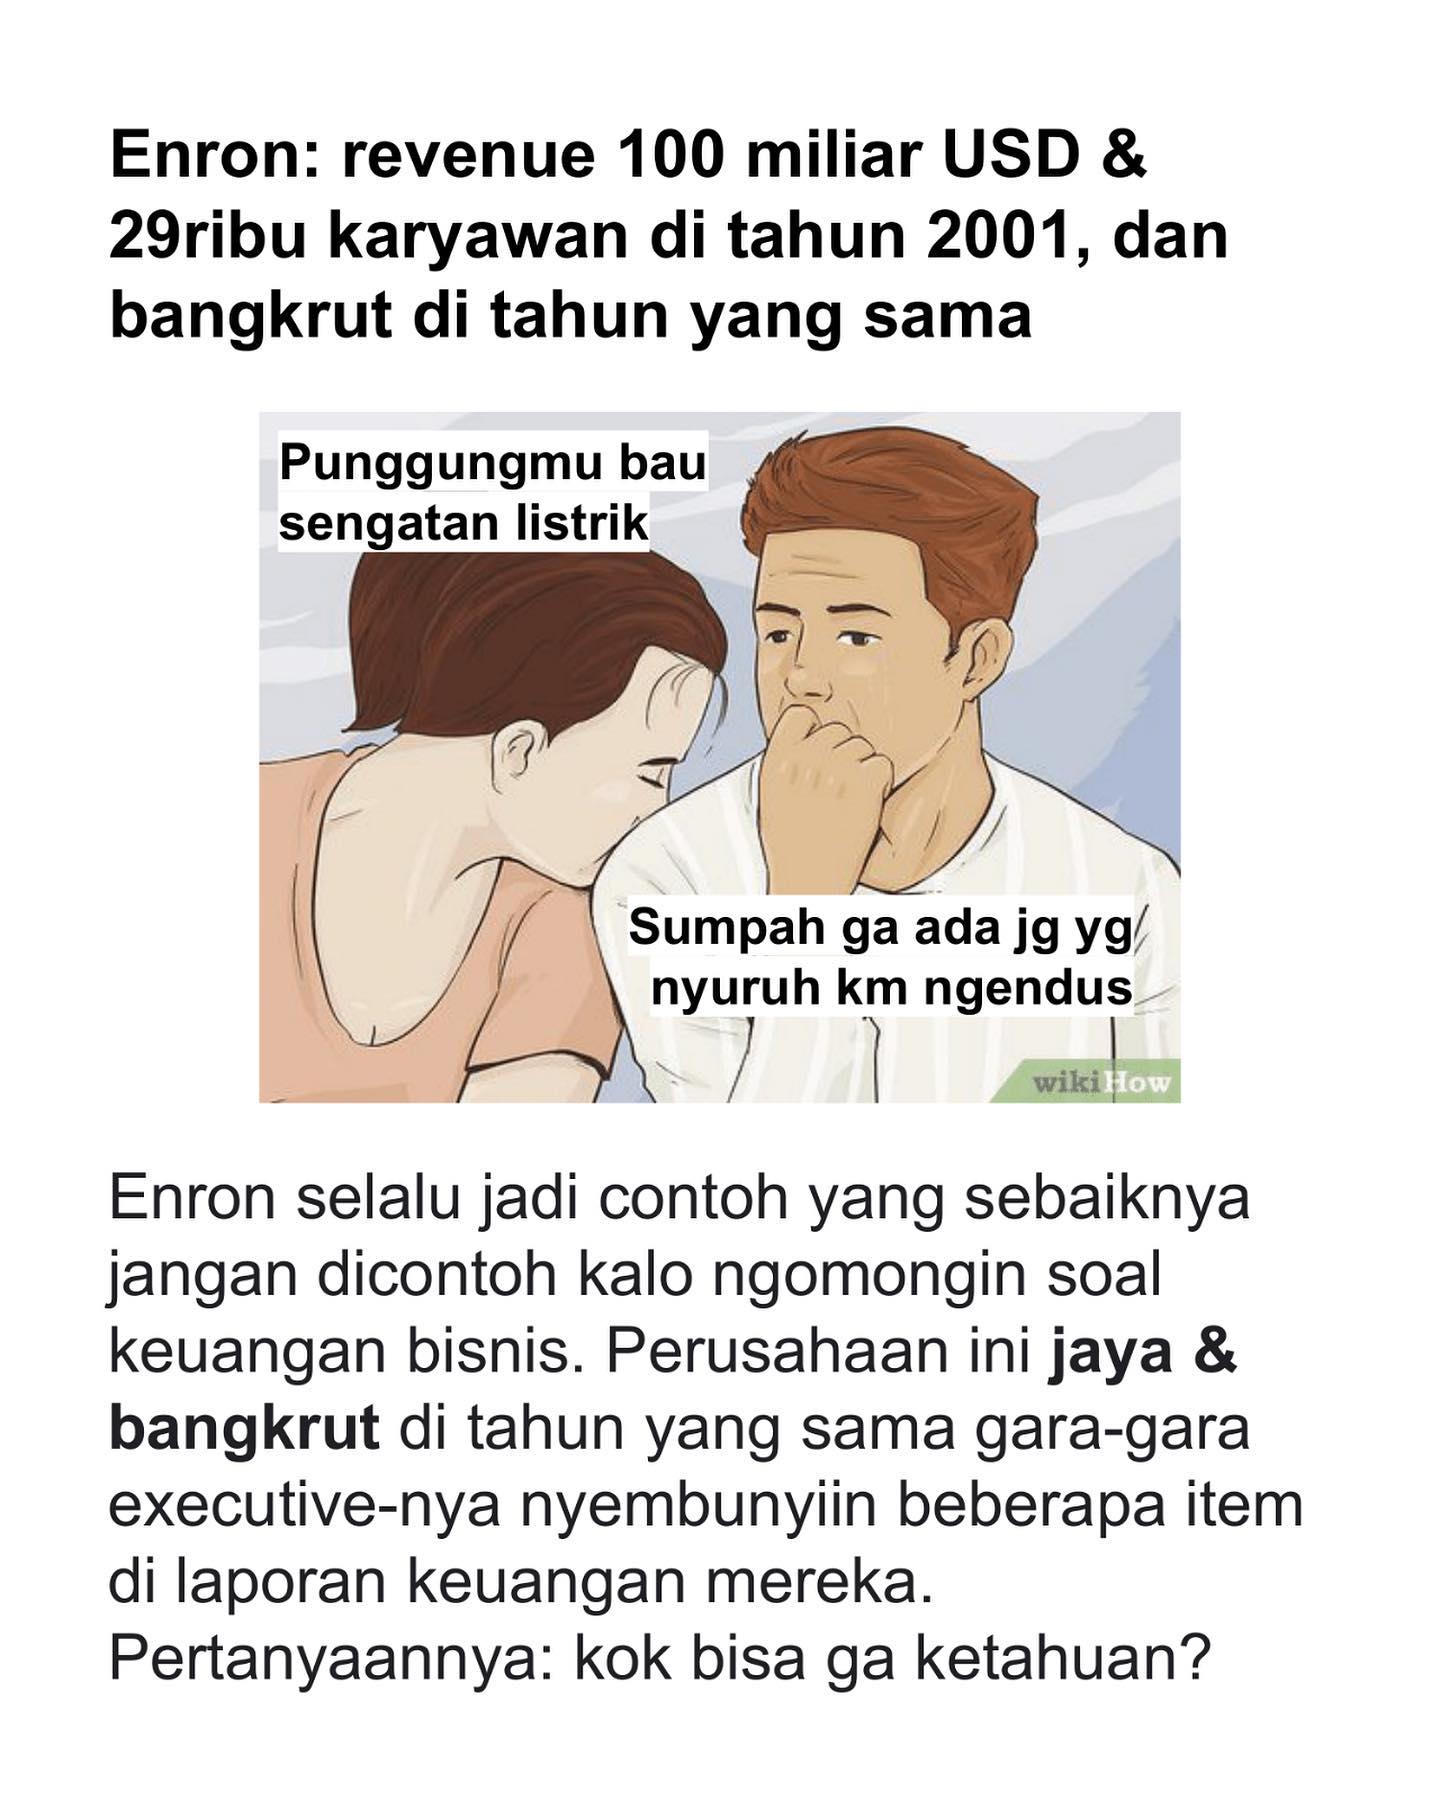 Enron: revenue 100 miliar USD &
29ribu karyawan di tahun 2001, dan
bangkrut di tahun yang sama
Punggungmu bau
sengatan listrik
Sumpah ga ada jg yg
nyuruh km ngendus
wikiHow
Enron selalu jadi contoh yang sebaiknya
jangan dicontoh kalo ngomongin soal
keuangan bisnis. Perusahaan ini jaya &
bangkrut di tahun yang sama gara-gara
executive-nya nyembunyiin beberapa item
di laporan keuangan mereka.
Pertanyaannya: kok bisa ga ketahuan?